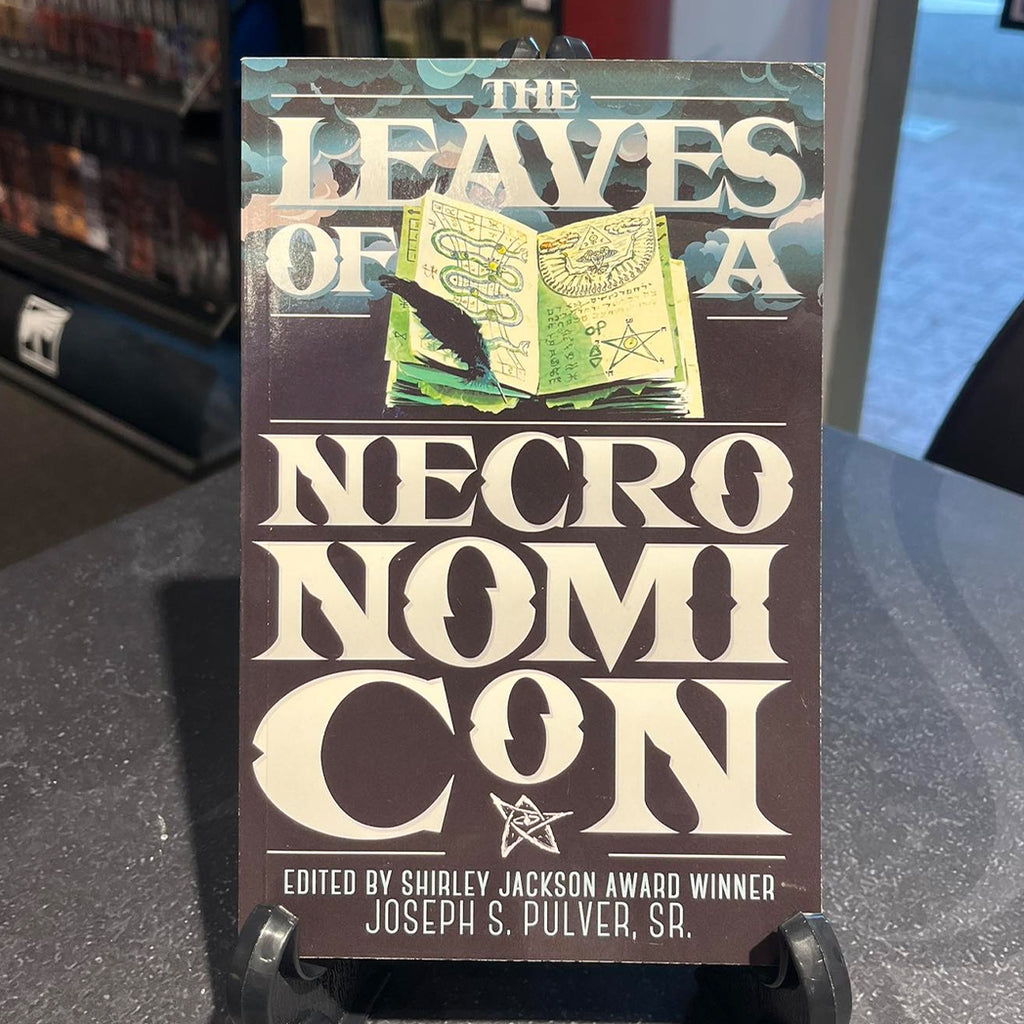 THE
LEAVES
OF A
NECRO
NOMI
CON
EDITED BY SHIRLEY JACKSON AWARD WINNER
JOSEPH S. PULVER, SR.